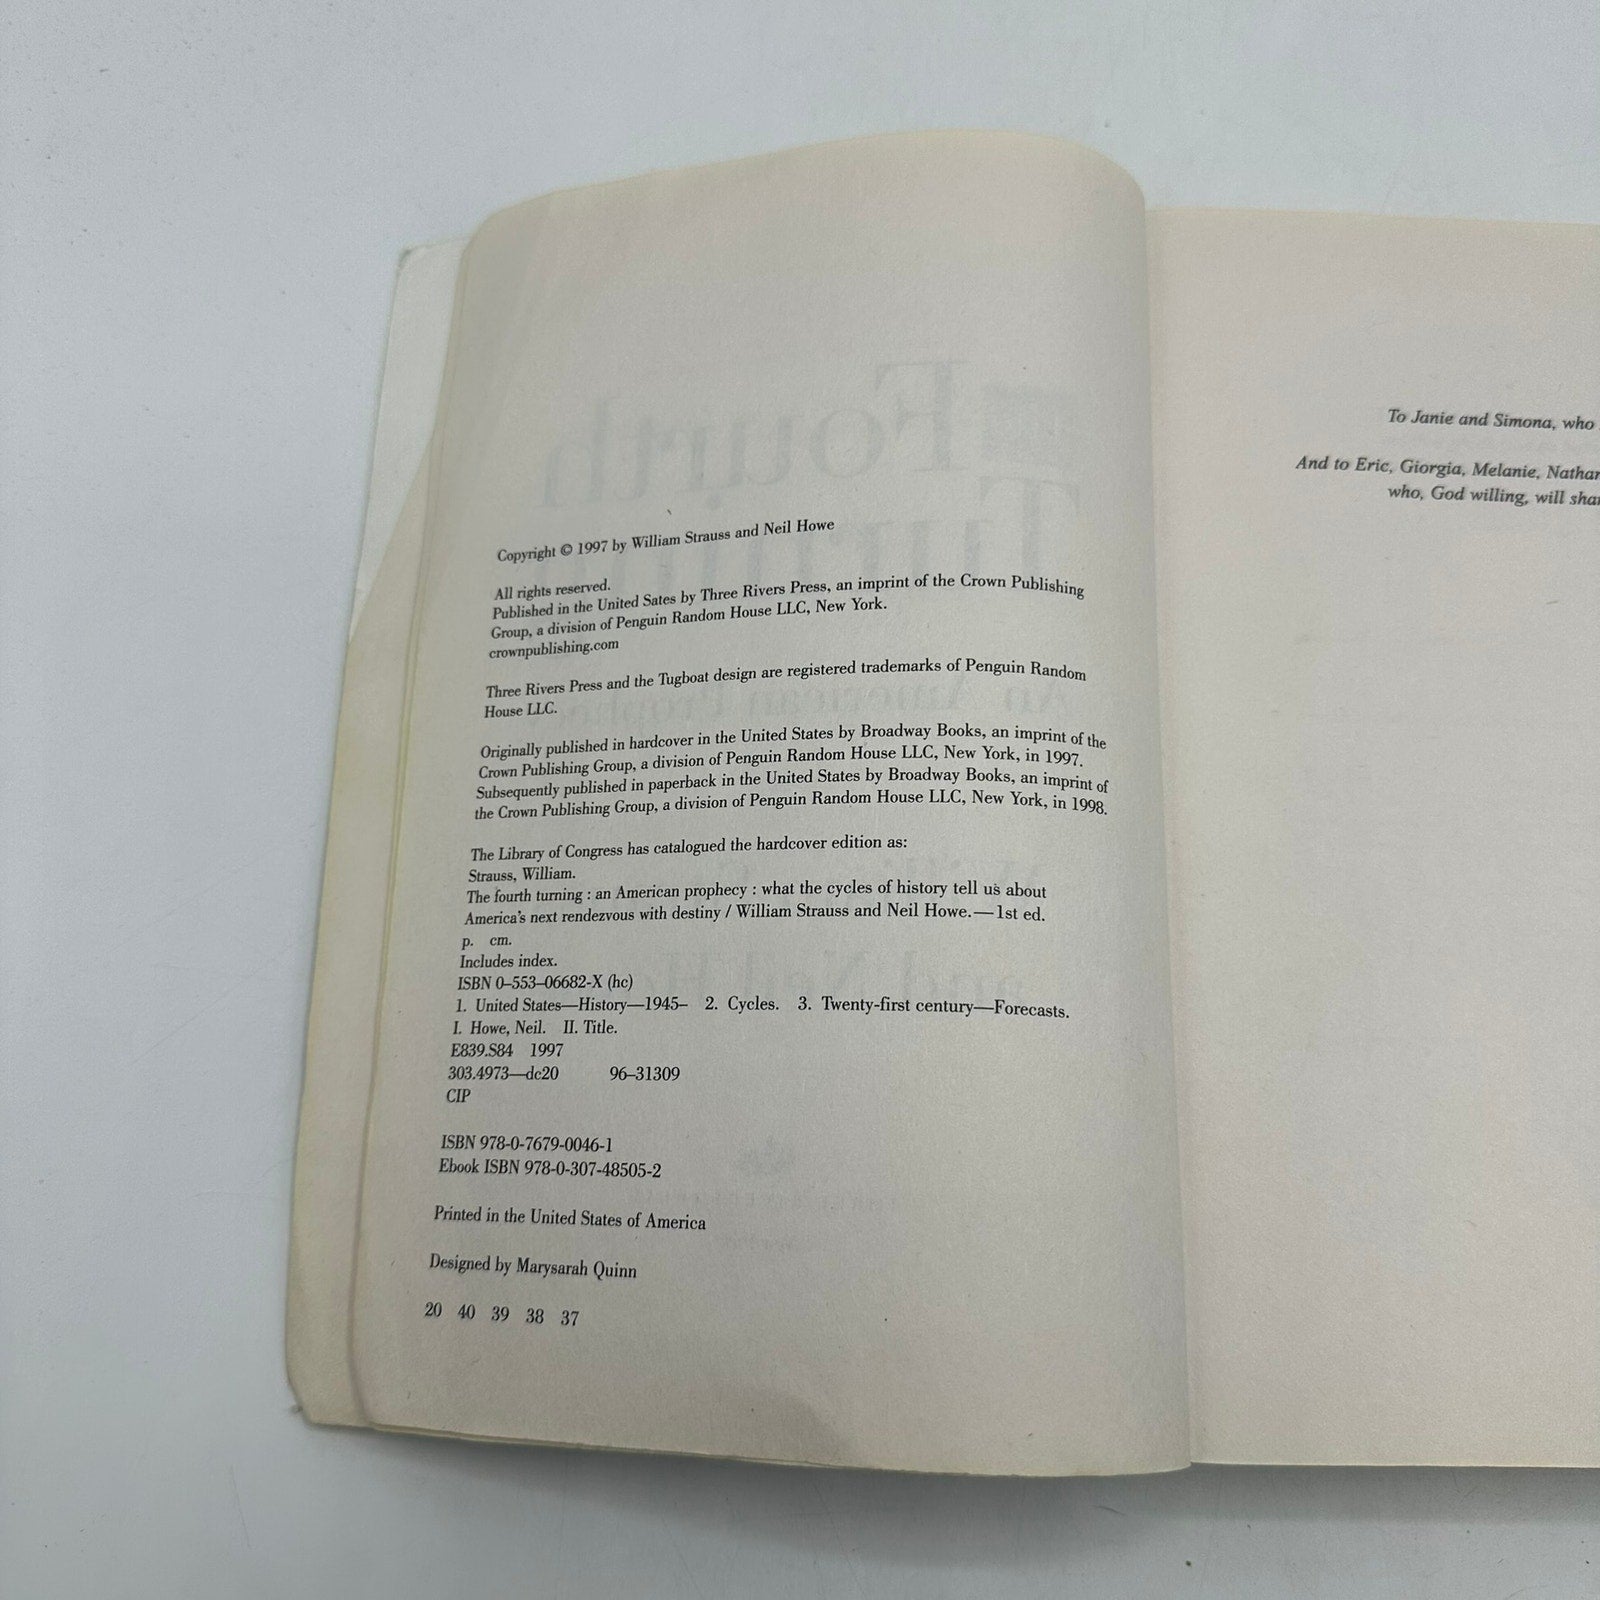 Copyright © 1997 by William Strauss and Neil Howe
All rights reserved.
Published in the United Sates by Three Rivers Press, an imprint of the Crown Publishing
Group, a division of Penguin Random House LLC, New York.
crownpublishing.com
Three Rivers Press and the Tugboat design are registered trademarks of Penguin Random
House LLC.
Originally published in hardcover in the United States by Broadway Books, an imprint of the
Crown Publishing Group, a division of Penguin Random House LLC, New York, in 1997.
Subsequently published in paperback in the United States by Broadway Books, an imprint of
the Crown Publishing Group, a division of Penguin Random House LLC, New York, in 1998.
The Library of Congress has catalogued the hardcover edition as:
Strauss, William.
The fourth turning : an American prophecy : what the cycles of history tell us about
America's next rendezvous with destiny / William Strauss and Neil Howe.—1st ed.
p. cm.
Includes index.
ISBN 0–553–06682-X (hc)
1. United States—History—1945– 2. Cycles. 3. Twenty-first century—Forecasts.
I. Howe, Neil. II. Title.
E839.S84 1997
303.4973—dc20 96–31309
CIP
ISBN 978-0-7679-0046-1
Ebook ISBN 978-0-307-48505-2
Printed in the United States of America
Designed by Marysarah Quinn
20 40 39 38 37
To Janie and Simona, who
And to Eric, Giorgia, Melanie,
who, God willing, will